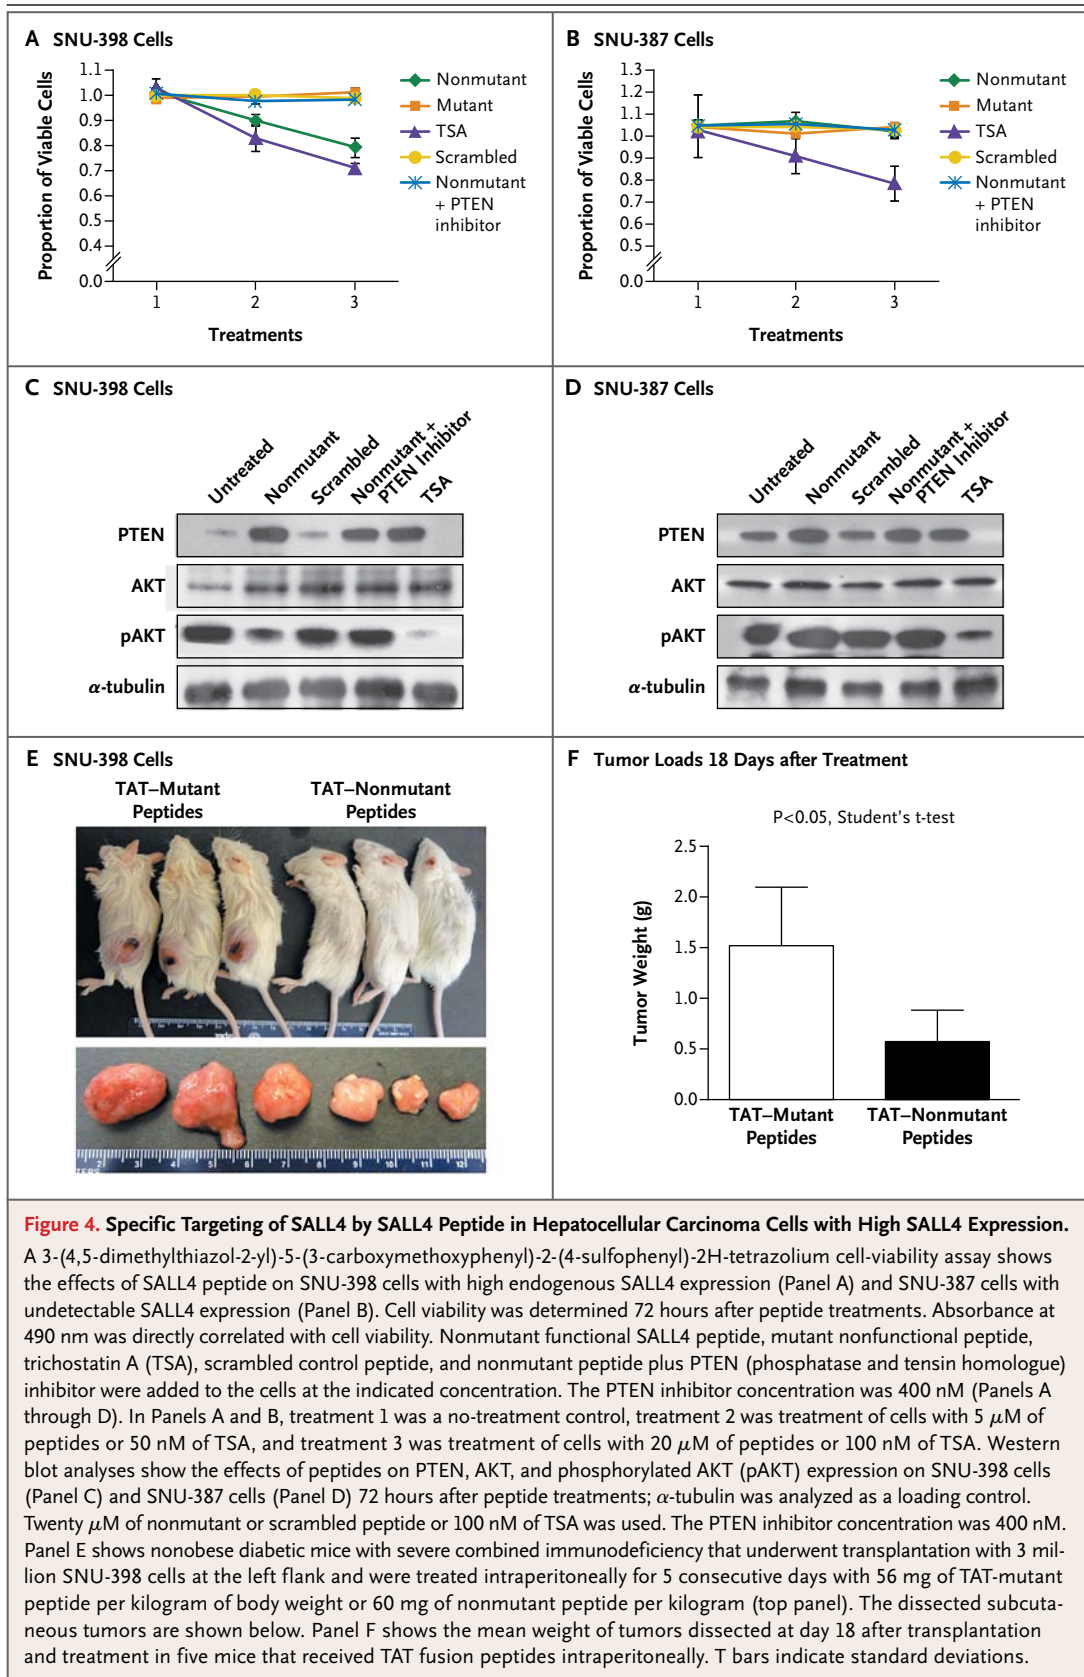 A SNU-398 Cells
1.1
1.0
0.9
0.8
0.7
0.6
0.5
0.4
0.0
Proportion of Viable Cells
1 2 3
Treatments
Nonmutant
Mutant
TSA
Scrambled
Nonmutant
+ PTEN
inhibitor
B SNU-387 Cells
1.3
1.2
1.1
1.0
0.9
0.8
0.7
0.6
0.5
0.0
Proportion of Viable Cells
1 2 3
Treatments
Nonmutant
Mutant
TSA
Scrambled
Nonmutant
+ PTEN
inhibitor
C SNU-398 Cells
Untreated
Nonmutant
Scrambled
Nonmutant +
PTEN Inhibitor
TSA
PTEN
AKT
pAKT
α-tubulin
D SNU-387 Cells
Untreated
Nonmutant
Scrambled
Nonmutant +
PTEN Inhibitor
TSA
PTEN
AKT
pAKT
α-tubulin
E SNU-398 Cells
TAT–Mutant
Peptides
TAT–Nonmutant
Peptides
2 3 4 5 6 7 8 9 10 11 12
F Tumor Loads 18 Days after Treatment
P<0.05, Student's t-test
2.5
2.0
1.5
1.0
0.5
0.0
Tumor Weight (g)
TAT–Mutant
Peptides
TAT–Nonmutant
Peptides
Figure 4. Specific Targeting of SALL4 by SALL4 Peptide in Hepatocellular Carcinoma Cells with High SALL4 Expression.
A 3-(4,5-dimethylthiazol-2-yl)-5-(3-carboxymethoxyphenyl)-2-(4-sulfophenyl)-2H-tetrazolium cell-viability assay shows
the effects of SALL4 peptide on SNU-398 cells with high endogenous SALL4 expression (Panel A) and SNU-387 cells with
undetectable SALL4 expression (Panel B). Cell viability was determined 72 hours after peptide treatments. Absorbance at
490 nm was directly correlated with cell viability. Nonmutant functional SALL4 peptide, mutant nonfunctional peptide,
trichostatin A (TSA), scrambled control peptide, and nonmutant peptide plus PTEN (phosphatase and tensin homologue)
inhibitor were added to the cells at the indicated concentration. The PTEN inhibitor concentration was 400 nM (Panels A
through D). In Panels A and B, treatment 1 was a no-treatment control, treatment 2 was treatment of cells with 5 μM of
peptides or 50 nM of TSA, and treatment 3 was treatment of cells with 20 μM of peptides or 100 nM of TSA. Western
blot analyses show the effects of peptides on PTEN, AKT, and phosphorylated AKT (pAKT) expression on SNU-398 cells
(Panel C) and SNU-387 cells (Panel D) 72 hours after peptide treatments; α-tubulin was analyzed as a loading control.
Twenty μM of nonmutant or scrambled peptide or 100 nM of TSA was used. The PTEN inhibitor concentration was 400 nM.
Panel E shows nonobese diabetic mice with severe combined immunodeficiency that underwent transplantation with 3 mil-
lion SNU-398 cells at the left flank and were treated intraperitoneally for 5 consecutive days with 56 mg of TAT-mutant
peptide per kilogram of body weight or 60 mg of nonmutant peptide per kilogram (top panel). The dissected subcuta-
neous tumors are shown below. Panel F shows the mean weight of tumors dissected at day 18 after transplantation
and treatment in five mice that received TAT fusion peptides intraperitoneally. T bars indicate standard deviations.